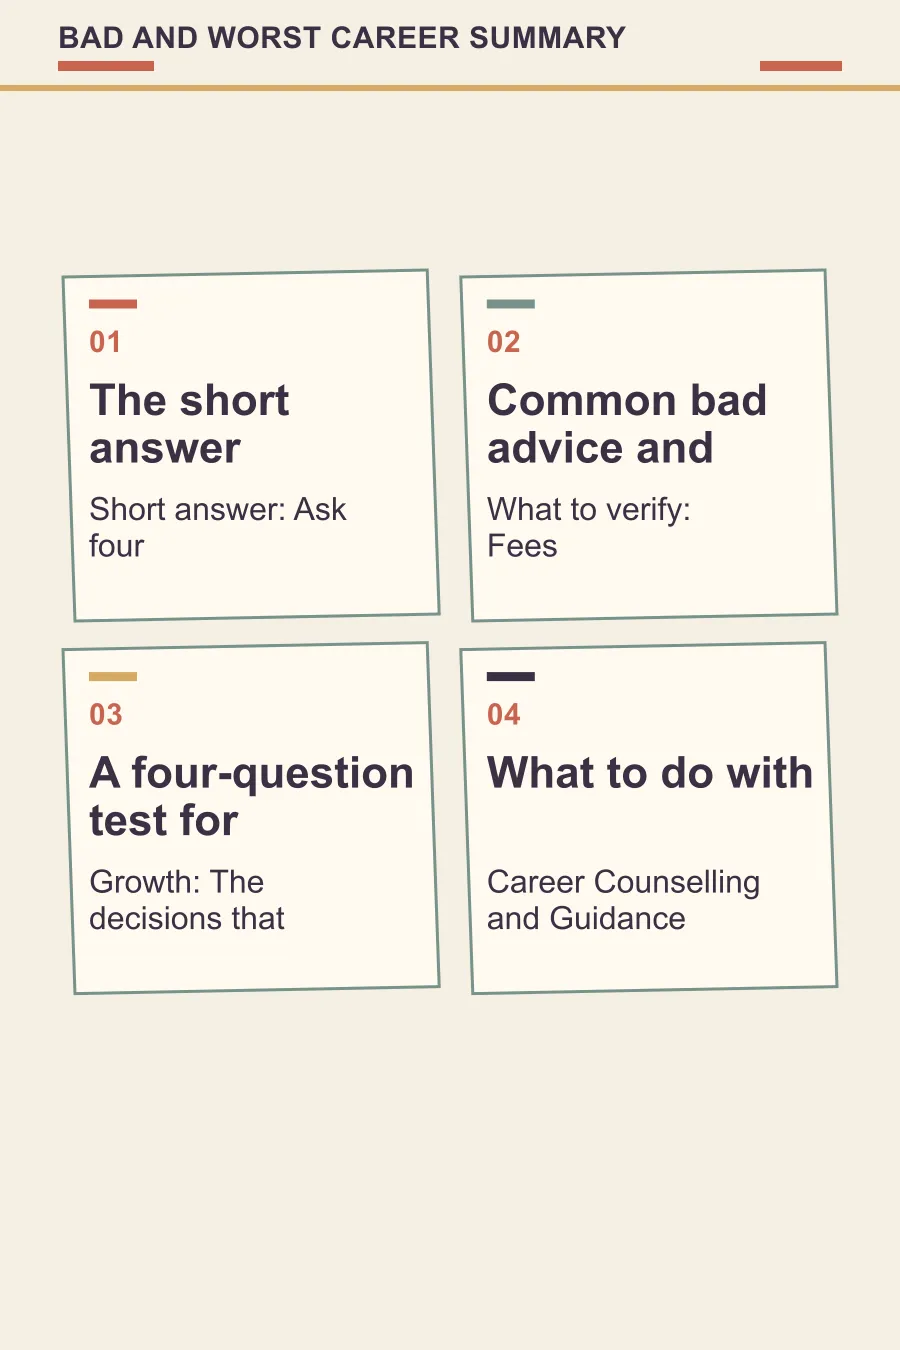 BAD AND WORST CAREER SUMMARY
01
The short
answer
Short answer: Ask
four
02
Common bad
advice and
What to verify:
Fees
03
A four-question
test for
Growth: The
decisions that
04
What to do with
Career Counselling
and Guidance